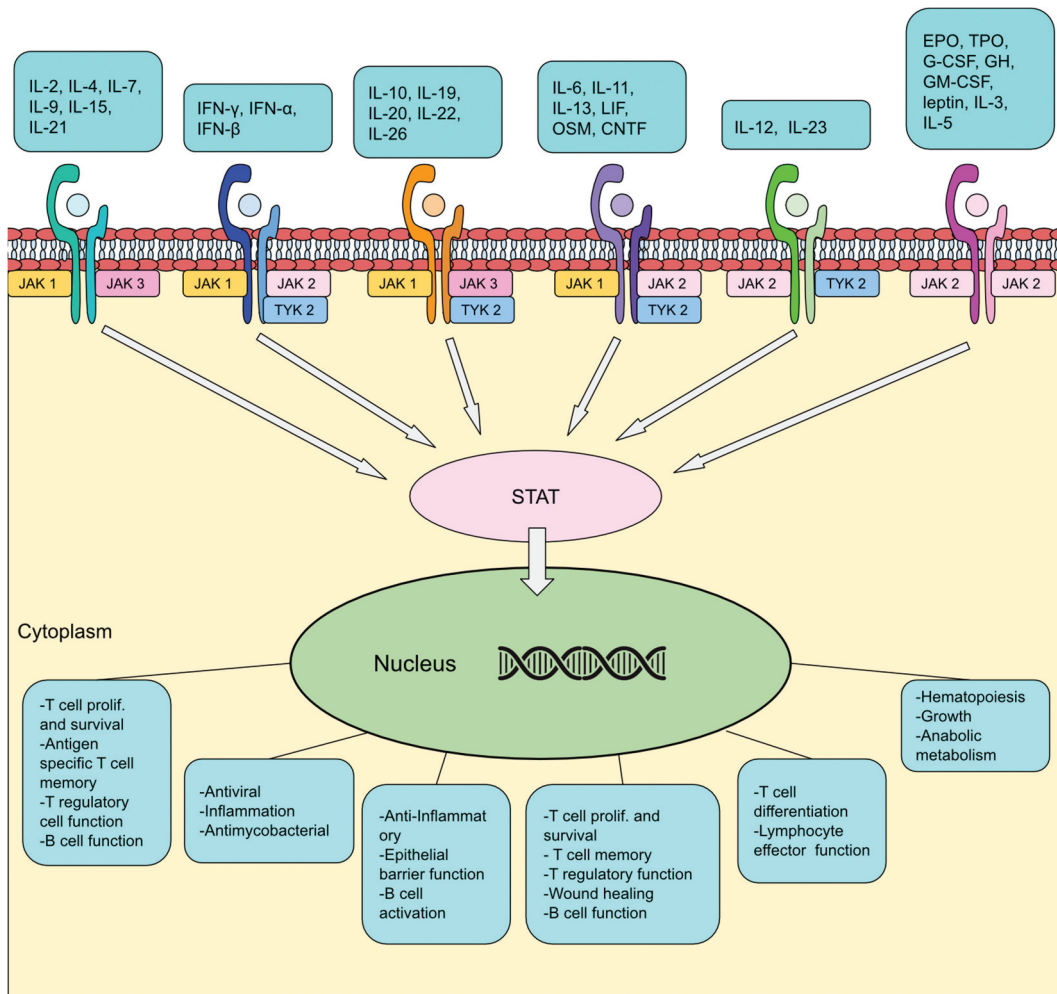 IL-2, IL-4, IL-7,
IL-9, IL-15,
IL-21
IFN-γ, IFN-α,
IFN-β
IL-10, IL-19,
IL-20, IL-22,
IL-26
IL-6, IL-11,
IL-13, LIF,
OSM, CNTF
IL-12, IL-23
EPO, TPO,
G-CSF, GH,
GM-CSF,
leptin, IL-3,
IL-5
JAK 1
JAK 3
JAK 1
JAK 2
TYK 2
JAK 1
JAK 3
TYK 2
JAK 1
JAK 2
TYK 2
JAK 2
TYK 2
JAK 2
JAK 2
STAT
Cytoplasm
Nucleus
-T cell prolif.
and survival
-Antigen
specific T cell
memory
-T regulatory
cell function
-B cell function
-Antiviral
-Inflammation
-Antimycobacterial
-Anti-Inflammat
ory
-Epithelial
barrier function
-B cell
activation
-T cell prolif. and
survival
- T cell memory
-T regulatory function
-Wound healing
-B cell function
-T cell
differentiation
-Lymphocyte
effector function
-Hematopoiesis
-Growth
-Anabolic
metabolism